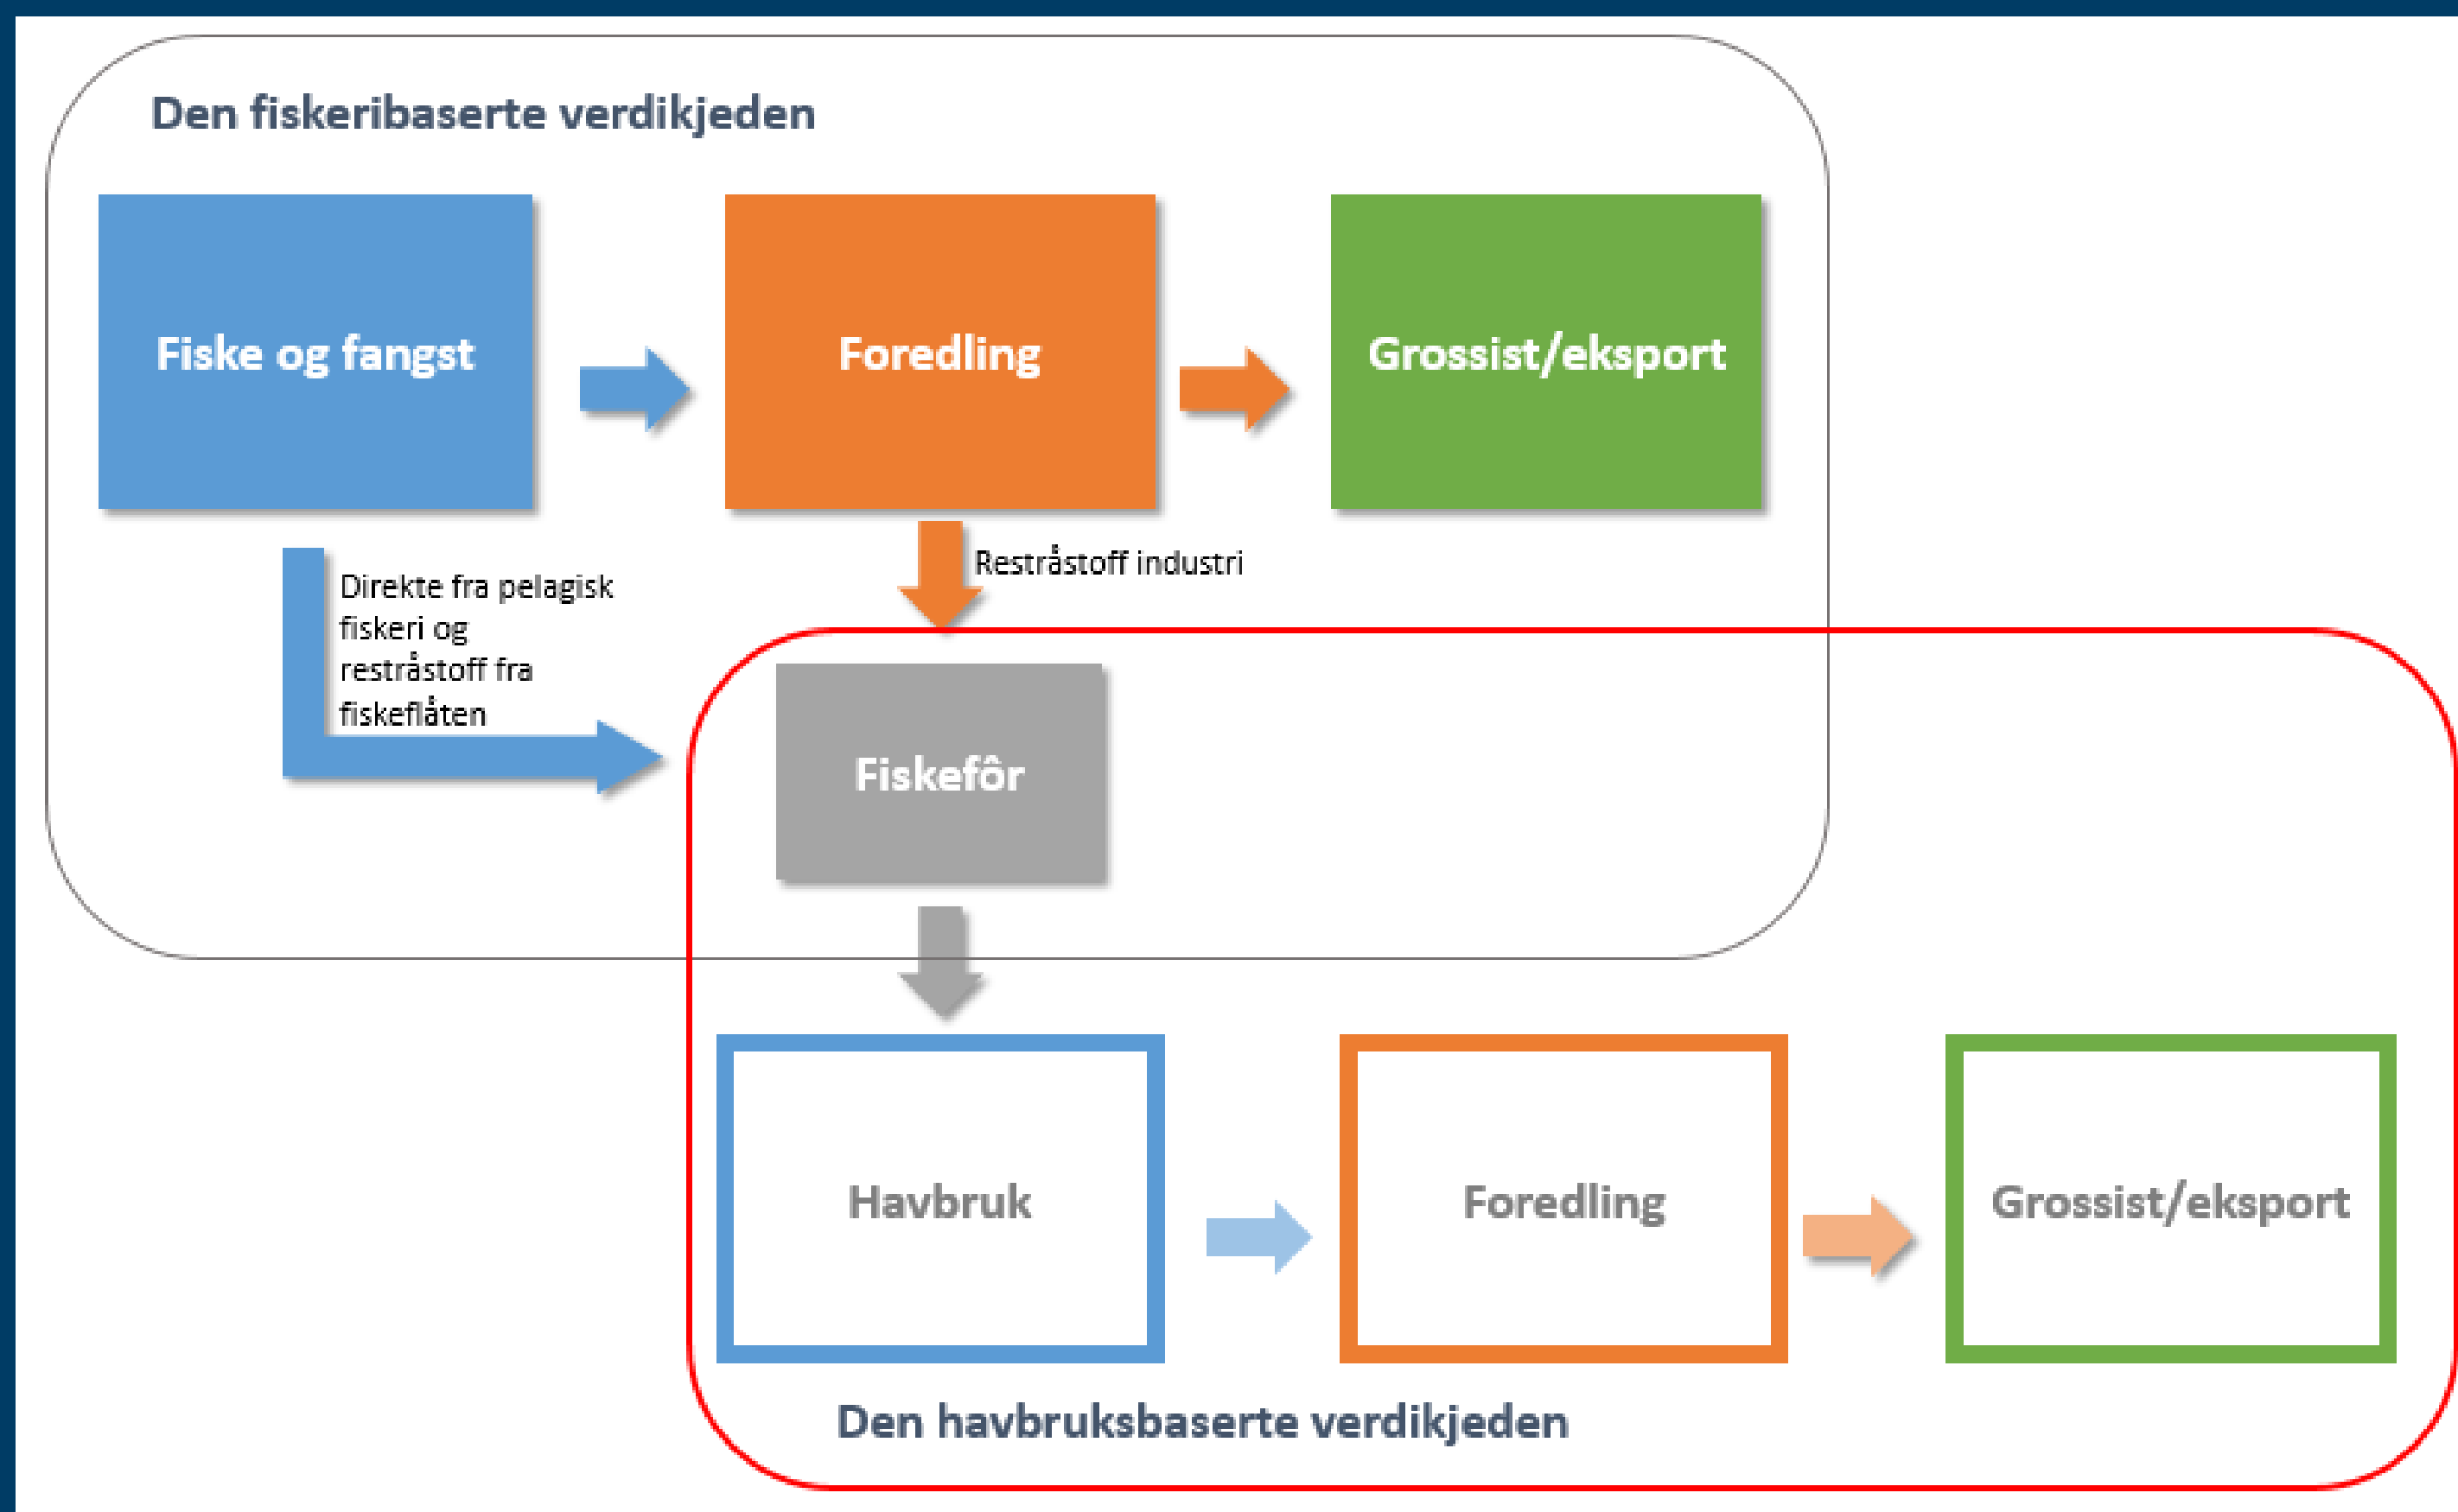 Den fiskeribaserte verdikjeden
Fiske og fangst
Foredling
Grossist/eksport
Direkte fra pelagisk
fiskeri og
restråstoff fra
fiskeflåten
Restråstoff industri
Fiskefôr
Havbruk
Foredling
Grossist/eksport
Den havbruksbaserte verdikjeden